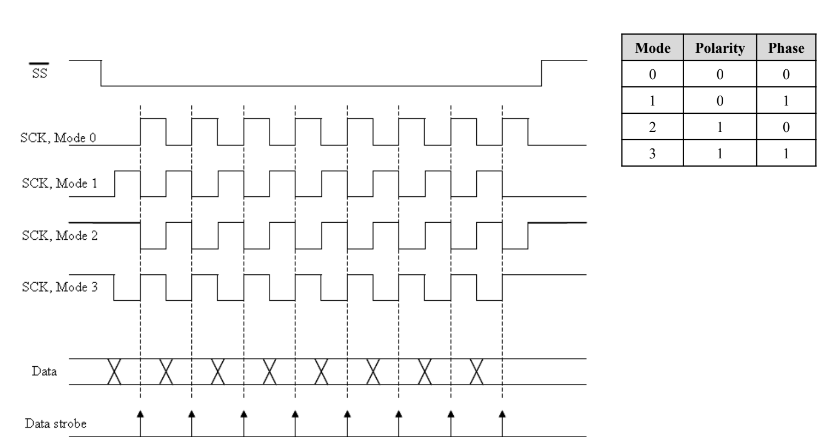 SS
SCK, Mode 0
SCK, Mode 1
SCK, Mode 2
SCK, Mode 3
Data
Data strobe
Mode Polarity Phase
0 0 0
1 0 1
2 1 0
3 1 1